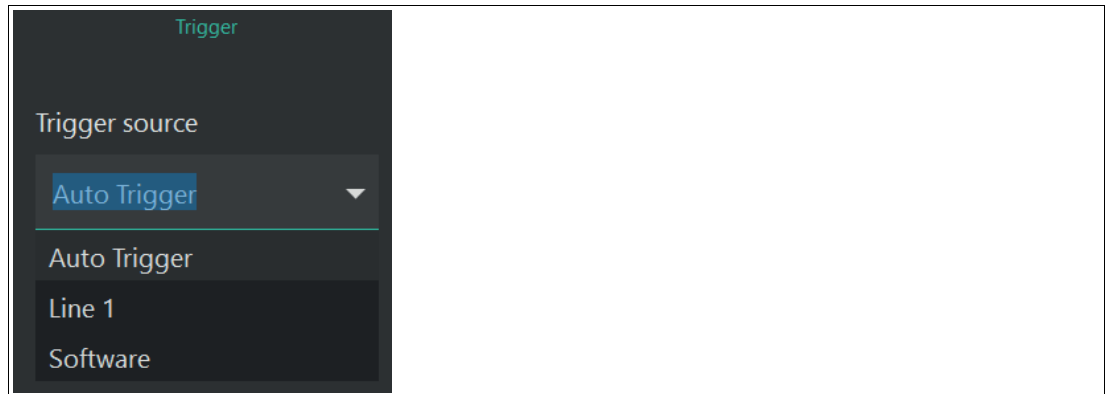 Trigger
Trigger source
Auto Trigger
Auto Trigger
Line 1
Software